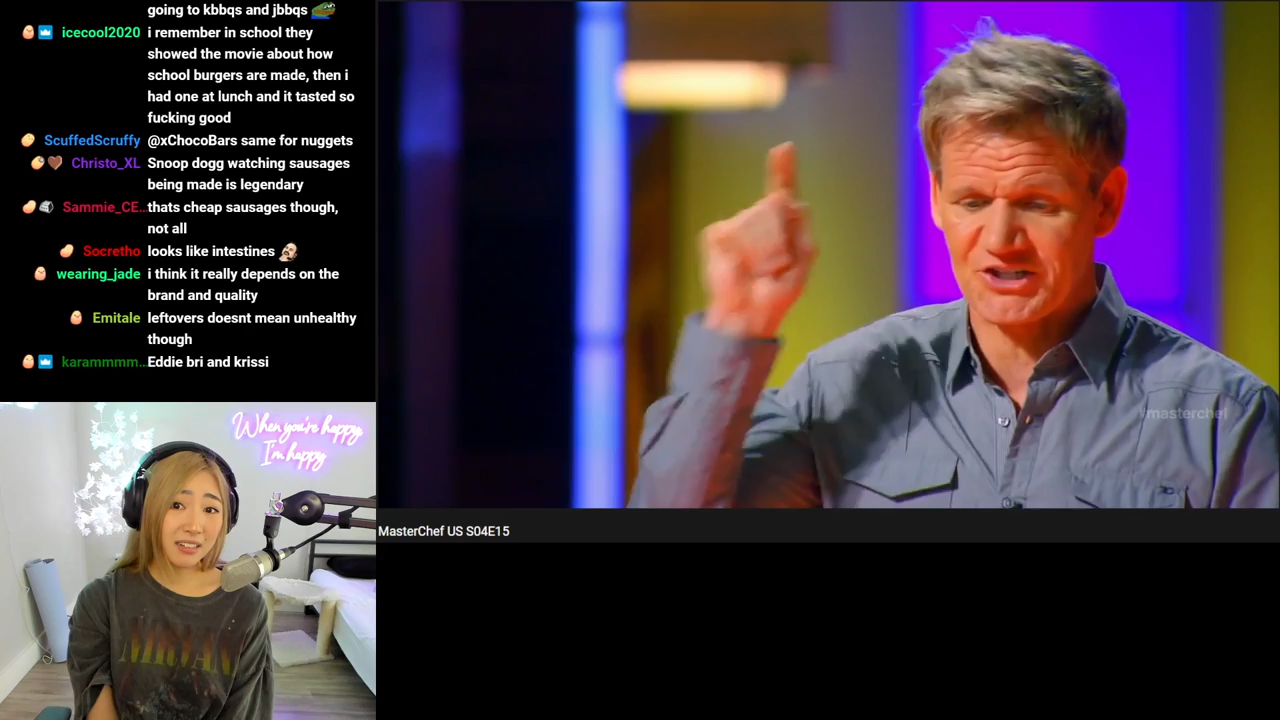 going to kbbqs and jbbqs
icecool2020 i remember in school they
showed the movie about how
school burgers are made, then i
had one at lunch and it tasted so
fucking good
ScuffedScruffy @xChocoBars same for nuggets
Christo_XL Snoop dogg watching sausages
being made is legendary
Sammie_CE... thats cheap sausages though,
not all
Socretho looks like intestines
wearing_jade i think it really depends on the
brand and quality
Emitale leftovers doesnt mean unhealthy
though
karammmm... Eddie bri and krissi
When you're happy
I'm happy
NIRVANA
#masterchef
MasterChef US S04E15